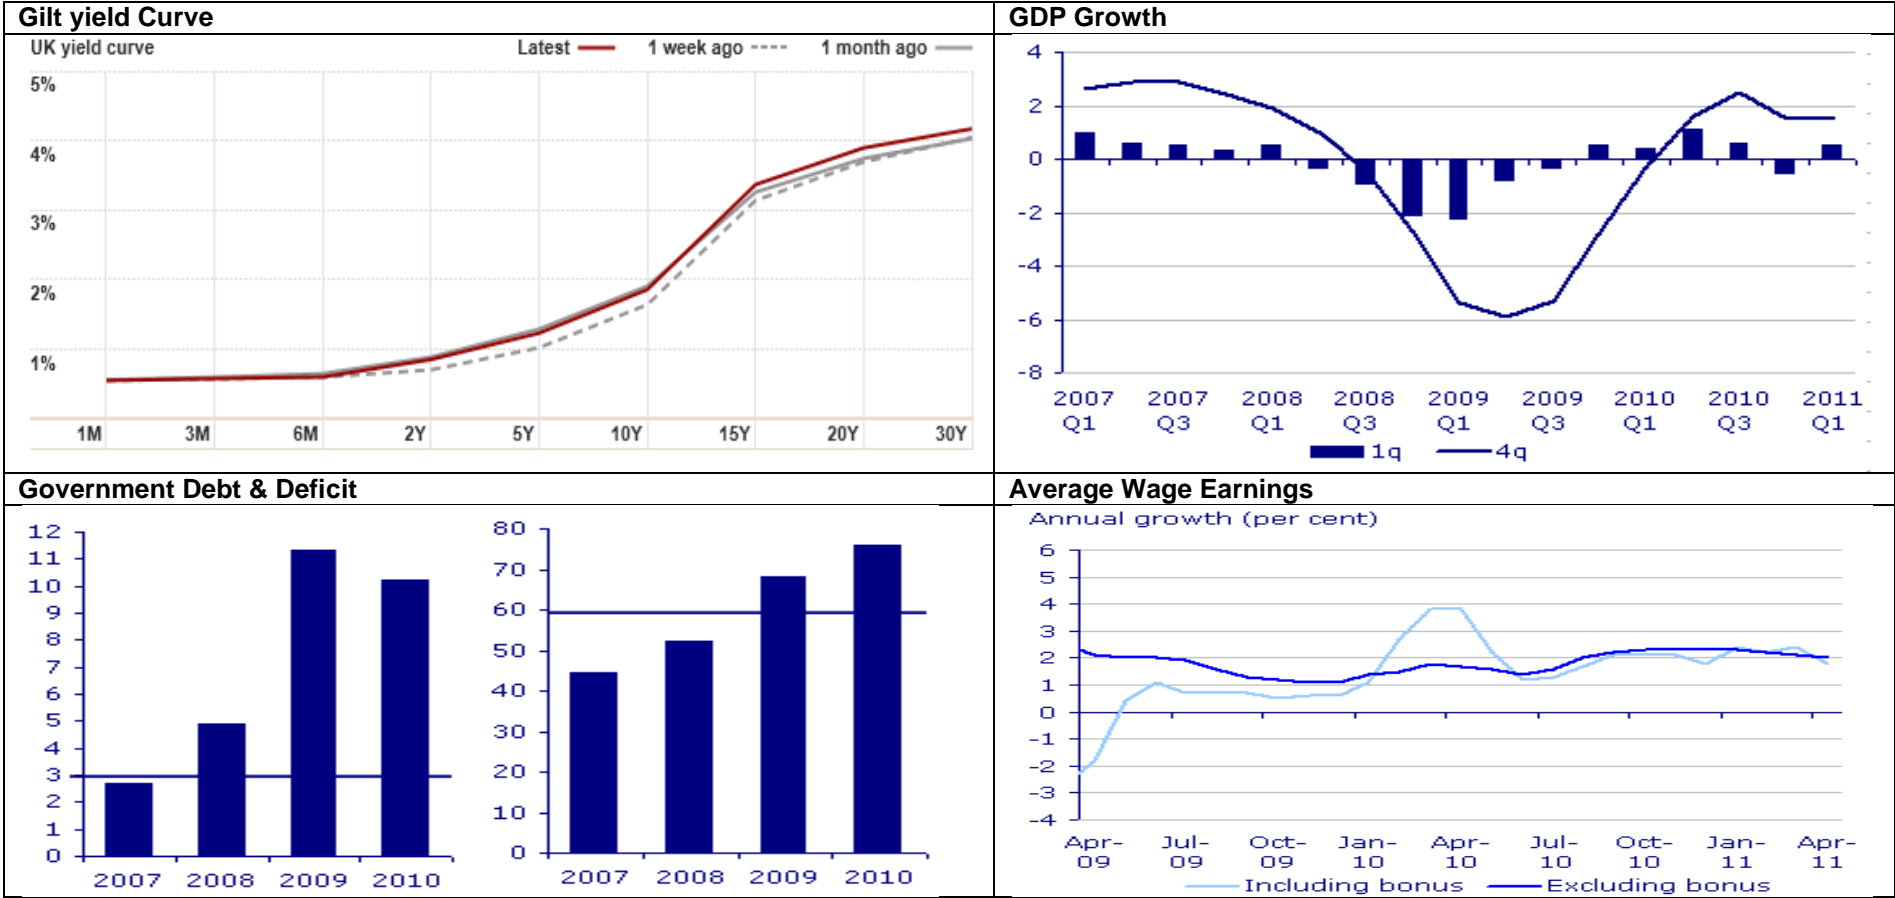 Gilt yield Curve
UK yield curve
Latest
1 week ago
1 month ago
5%
4%
3%
2%
1%
1M 3M 6M 2Y 5Y 10Y 15Y 20Y 30Y
GDP Growth
4
2
0
-2
-4
-6
-8
2007 2007 2008 2008 2009 2009 2010 2010 2011
Q1 Q3 Q1 Q3 Q1 Q3 Q1 Q3 Q1
1q 4q
Government Debt & Deficit
12
11
10
9
8
7
6
5
4
3
2
1
0
2007 2008 2009 2010
80
70
60
50
40
30
20
10
0
2007 2008 2009 2010
Average Wage Earnings
Annual growth (per cent)
6
5
4
3
2
1
0
-1
-2
-3
-4
Apr- Jul- Oct- Jan- Apr- Jul- Oct- Jan- Apr-
09 09 09 10 10 10 10 11 11
Including bonus Excluding bonus